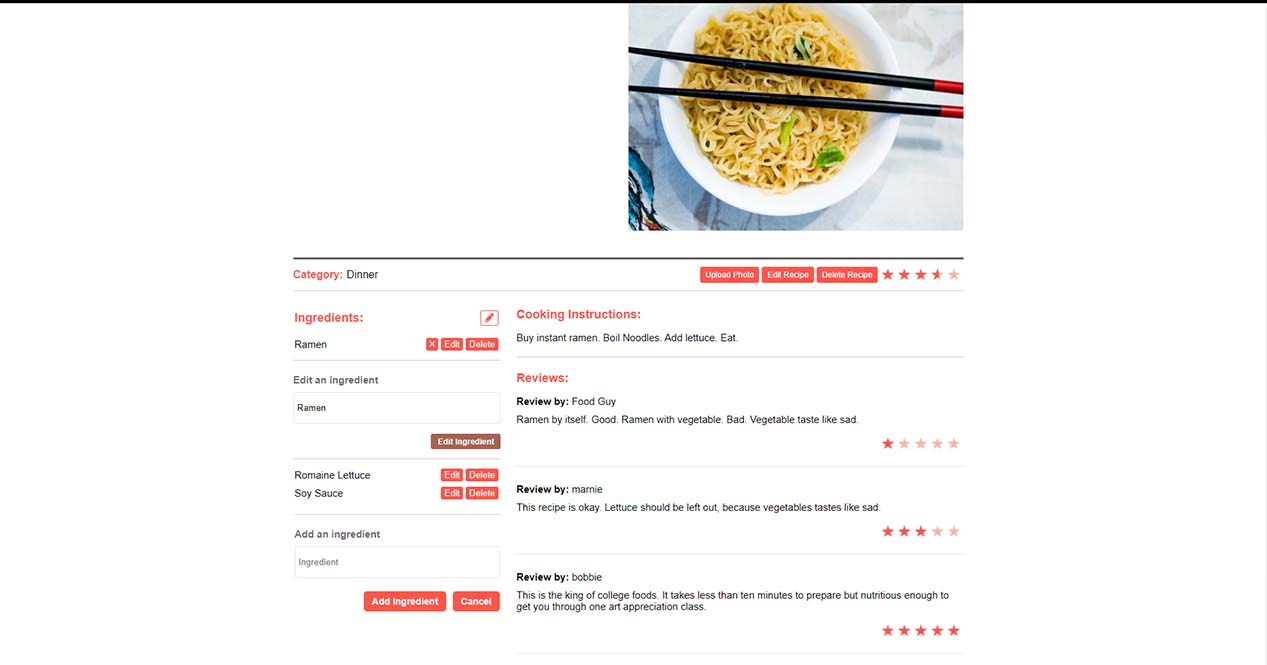 Category: Dinner
Upload Photo Edit Recipe Delete Recipe
Ingredients:
Ramen
× Edit Delete
Edit an ingredient
Ramen
Edit Ingredient
Romaine Lettuce Edit Delete
Soy Sauce Edit Delete
Add an ingredient
Ingredient
Add Ingredient Cancel
Cooking Instructions:
Buy instant ramen. Boil Noodles. Add lettuce. Eat.
Reviews:
Review by: Food Guy
Ramen by itself. Good. Ramen with vegetable. Bad. Vegetable taste like sad.
Review by: marnie
This recipe is okay. Lettuce should be left out, because vegetables tastes like sad.
Review by: bobbie
This is the king of college foods. It takes less than ten minutes to prepare but nutritious enough to
get you through one art appreciation class.